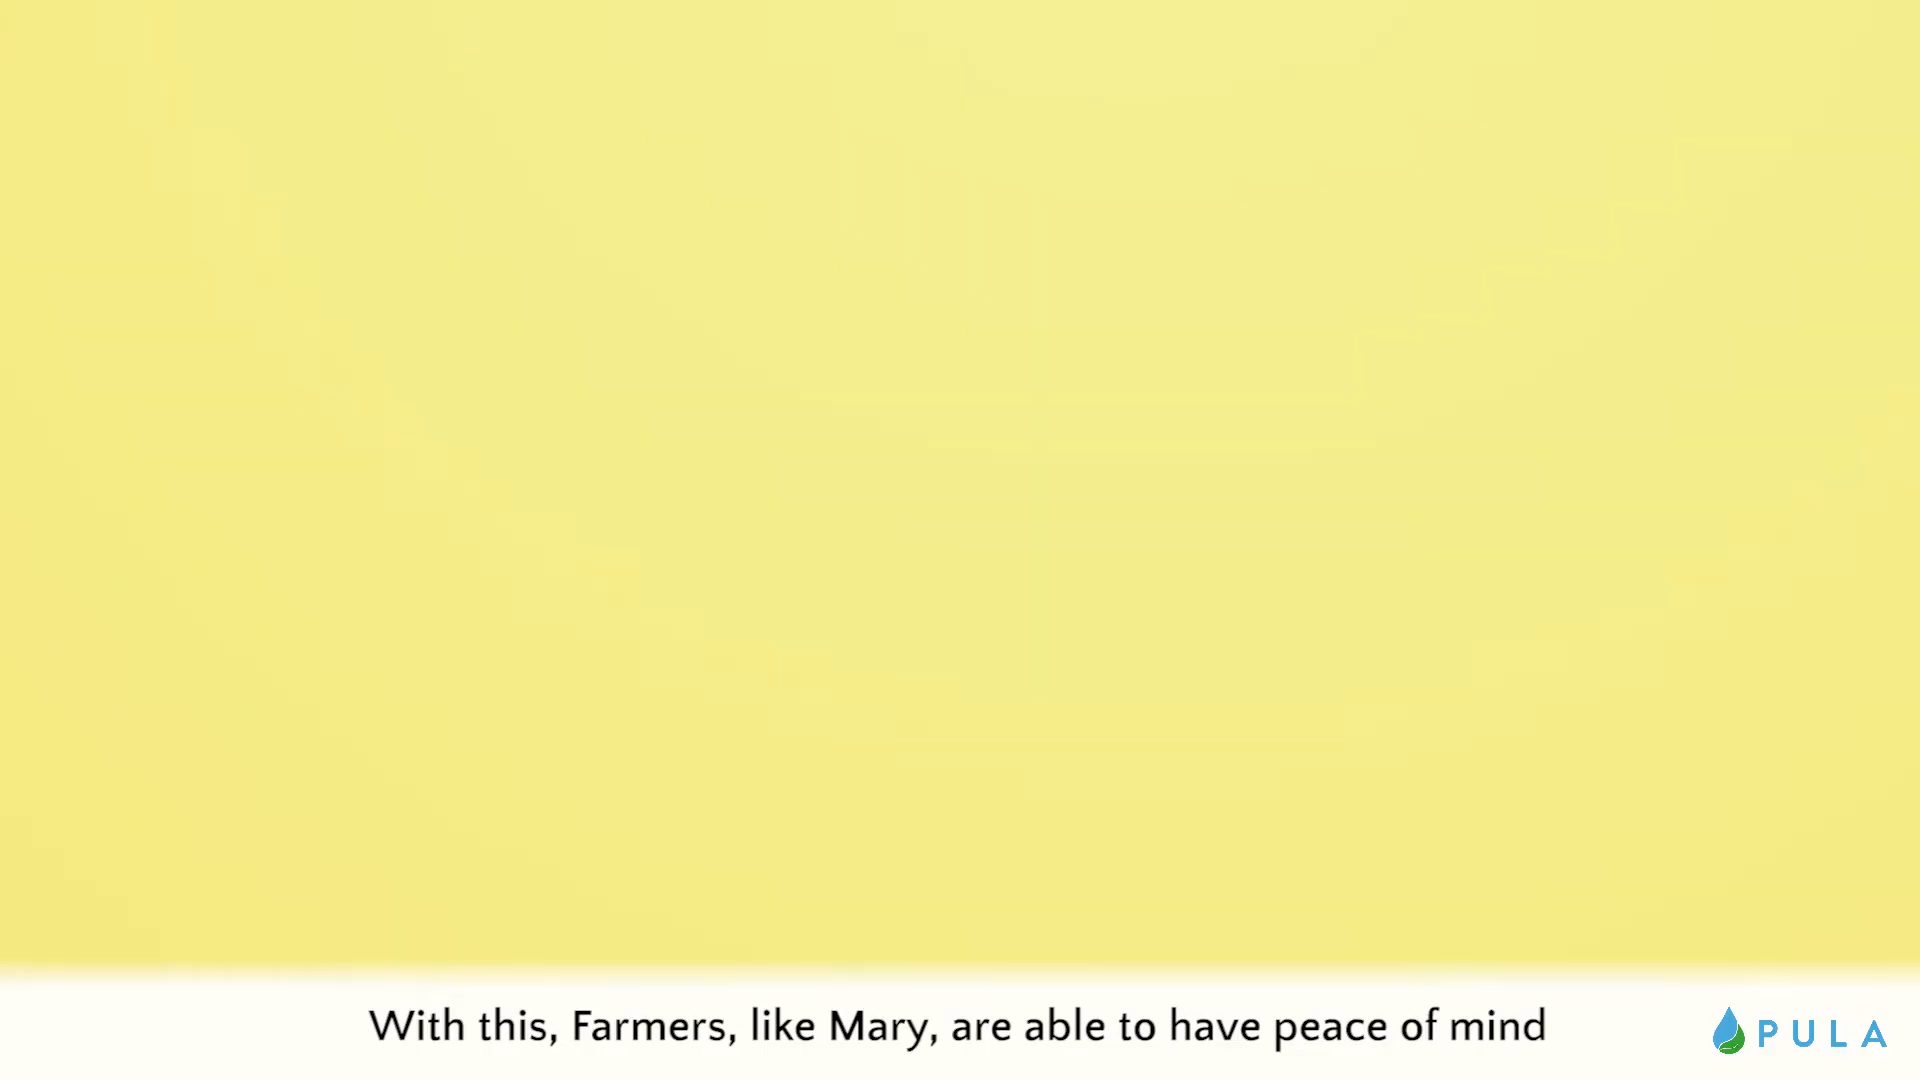 With this, Farmers, like Mary, are able to have peace of mind
PULA